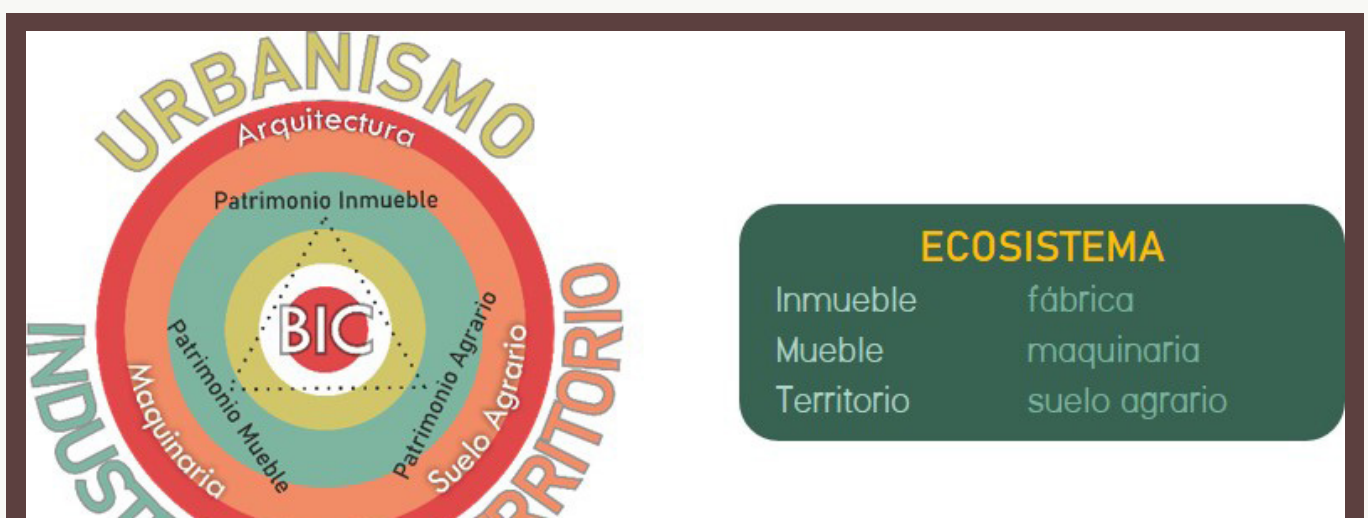 URBANISMO
Arquitectura
Patrimonio Inmueble
BIC
Patrimonio Mueble
Patrimonio Agrario
Maquinaria
Suelo Agrario
ECOSISTEMA
Inmueble fábrica
Mueble maquinaria
Territorio suelo agrario